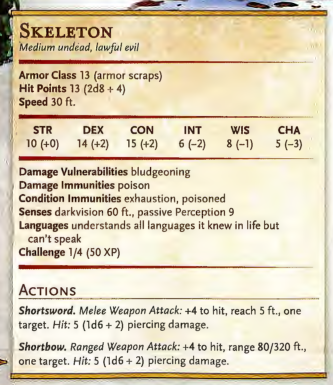 SKELETON
Medium undead, lawful evil
Armor Class 13 (armor scraps)
Hit Points 13 (2d8 + 4)
Speed 30 ft.
STR DEX CON INT WIS CHA
10 (+0) 14 (+2) 15 (+2) 6 (−2) 8 (−1) 5 (−3)
Damage Vulnerabilities bludgeoning
Damage Immunities poison
Condition Immunities exhaustion, poisoned
Senses darkvision 60 ft., passive Perception 9
Languages understands all languages it knew in life but
can't speak
Challenge 1/4 (50 XP)
ACTIONS
Shortsword. Melee Weapon Attack: +4 to hit, reach 5 ft., one
target. Hit: 5 (1d6 + 2) piercing damage.
Shortbow. Ranged Weapon Attack: +4 to hit, range 80/320 ft.,
one target. Hit: 5 (1d6 + 2) piercing damage.